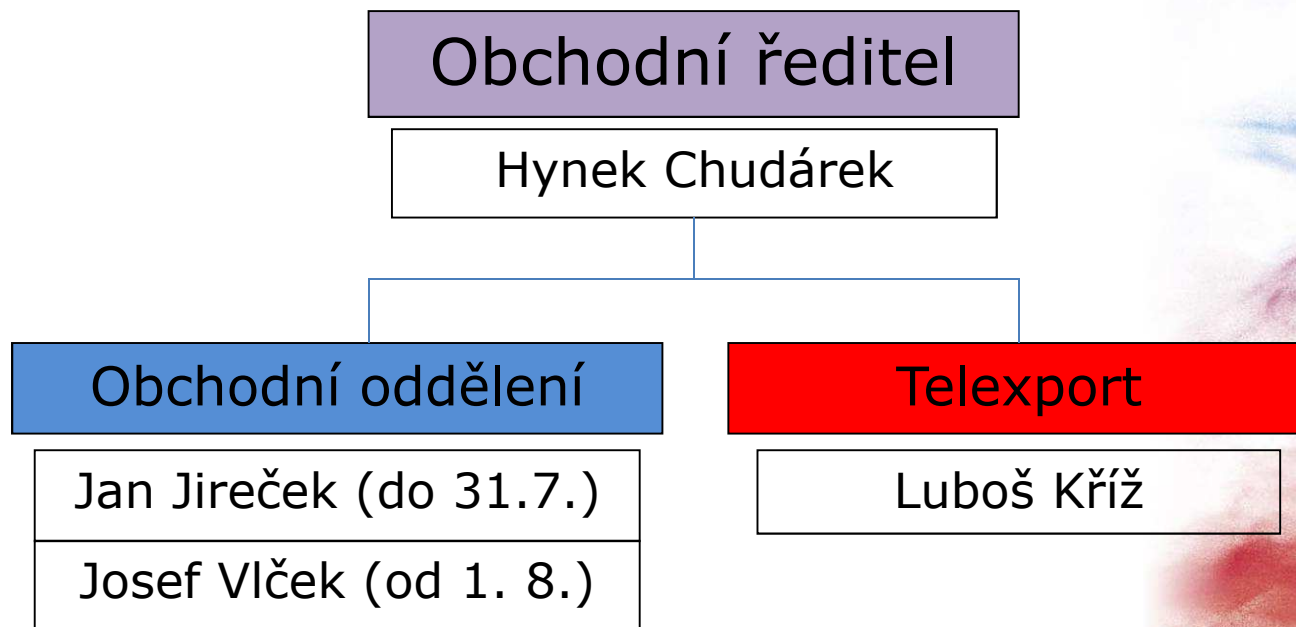 Obchodní ředitel
Hynek Chudárek
Obchodní oddělení
Jan Jireček (do 31.7.)
Josef Vlček (od 1. 8.)
Telexport
Luboš Kříž